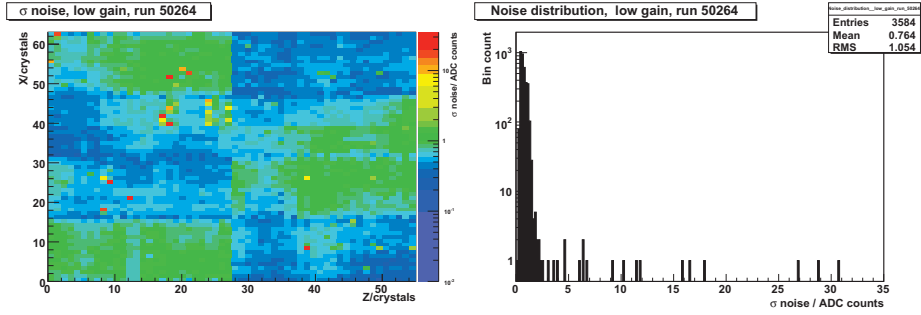 σ noise, low gain, run 50264
X/crystals
60
50
40
30
20
10
0
0 10 20 30 40 50
Z/crystals
σ noise/ ADC counts
10
1
10⁻¹
10⁻²
Noise distribution, low gain, run 50264
Noise_distribution__low_gain_run_50264
Entries 3584
Mean 0.764
RMS 1.054
Bin count
10³
10²
10
1
0 5 10 15 20 25 30 35
σ noise / ADC counts